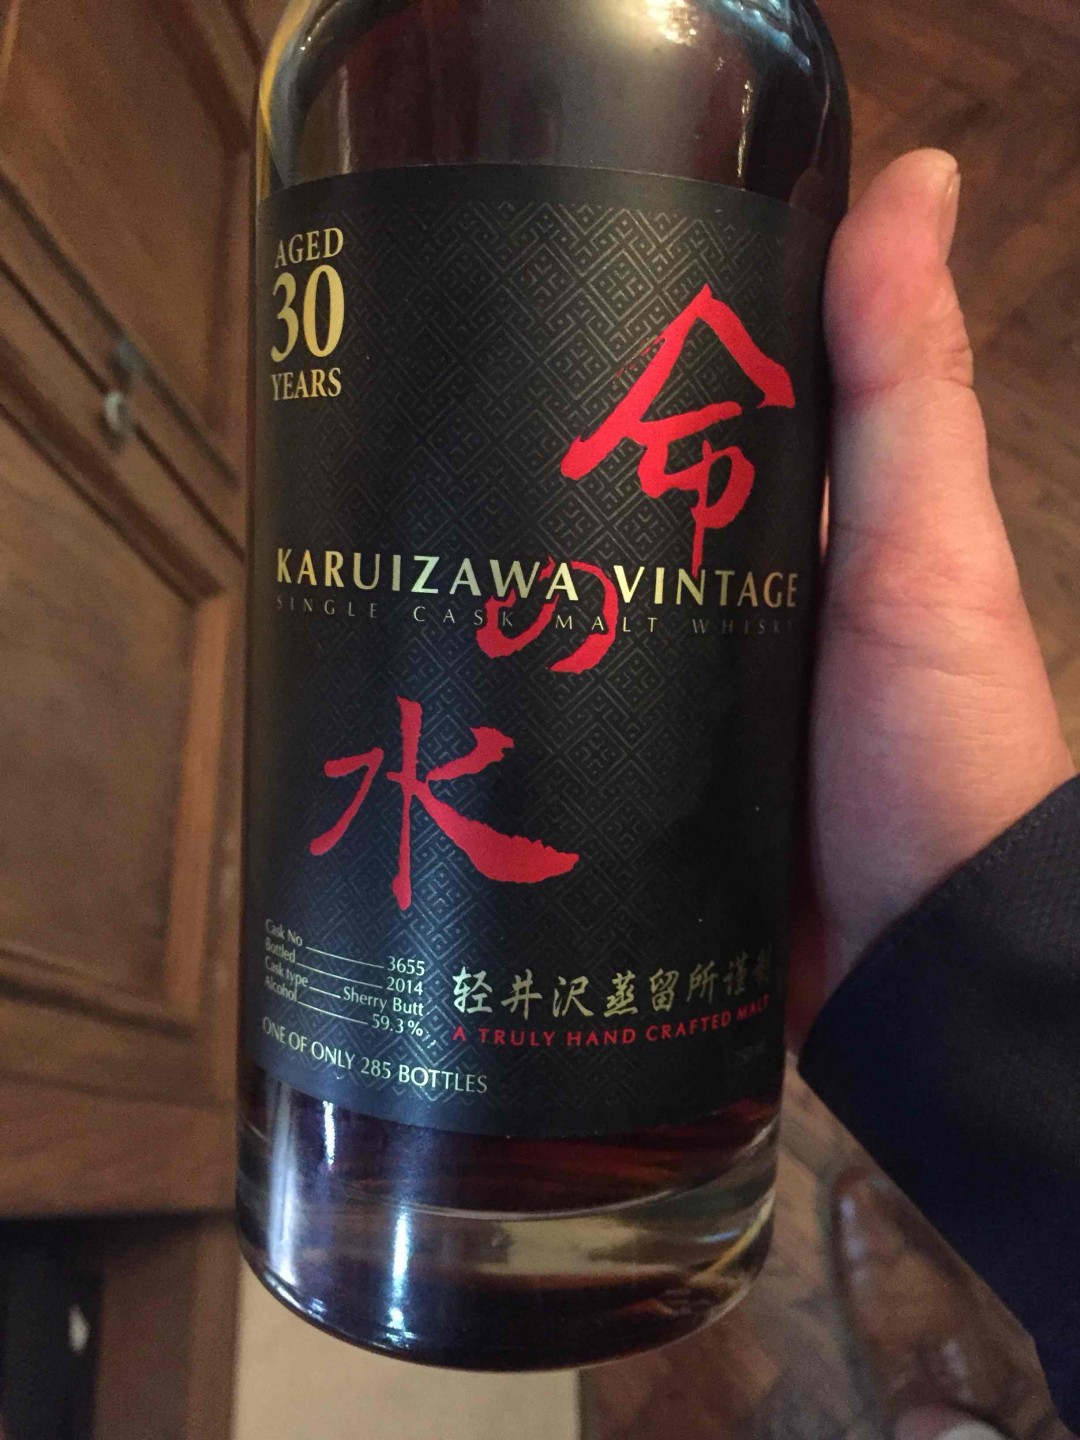 AGED
30
YEARS
命の水
KARUIZAWA VINTAGE
SINGLE CASK MALT WHISKY
Cask No 3655
Bottled 2014
Cask type Sherry Butt
Alcohol 59.3%
ONE OF ONLY 285 BOTTLES
轻井沢蒸留所謹製
A TRULY HAND CRAFTED MALT